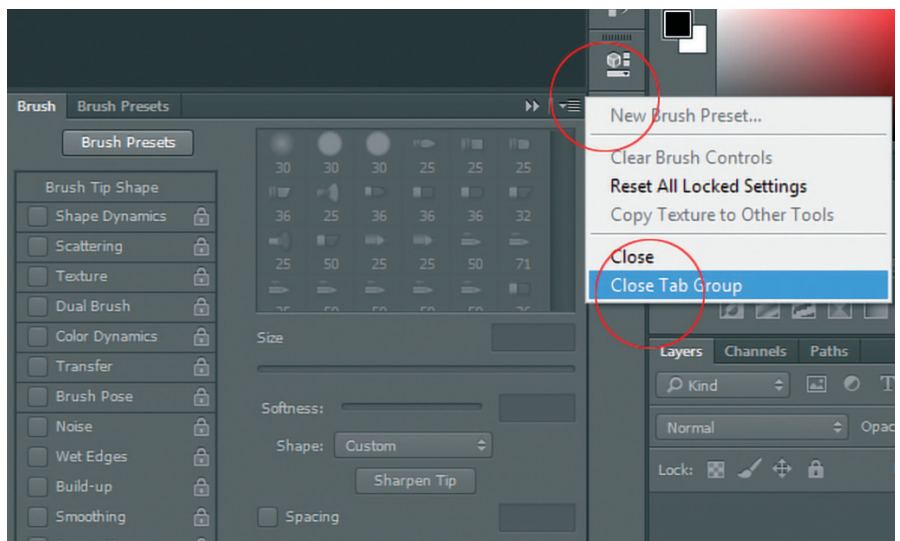 Brush Brush Presets
Brush Presets
Brush Tip Shape
Shape Dynamics
Scattering
Texture
Dual Brush
Color Dynamics
Transfer
Brush Pose
Noise
Wet Edges
Build-up
Smoothing
30 30 30 25 25 25
36 25 36 36 36 32
25 50 25 25 50 71
Size
Softness:
Shape: Custom
Sharpen Tip
Spacing
New Brush Preset...
Clear Brush Controls
Reset All Locked Settings
Copy Texture to Other Tools
Close
Close Tab Group
Layers Channels Paths
Kind T
Normal Opac
Lock: